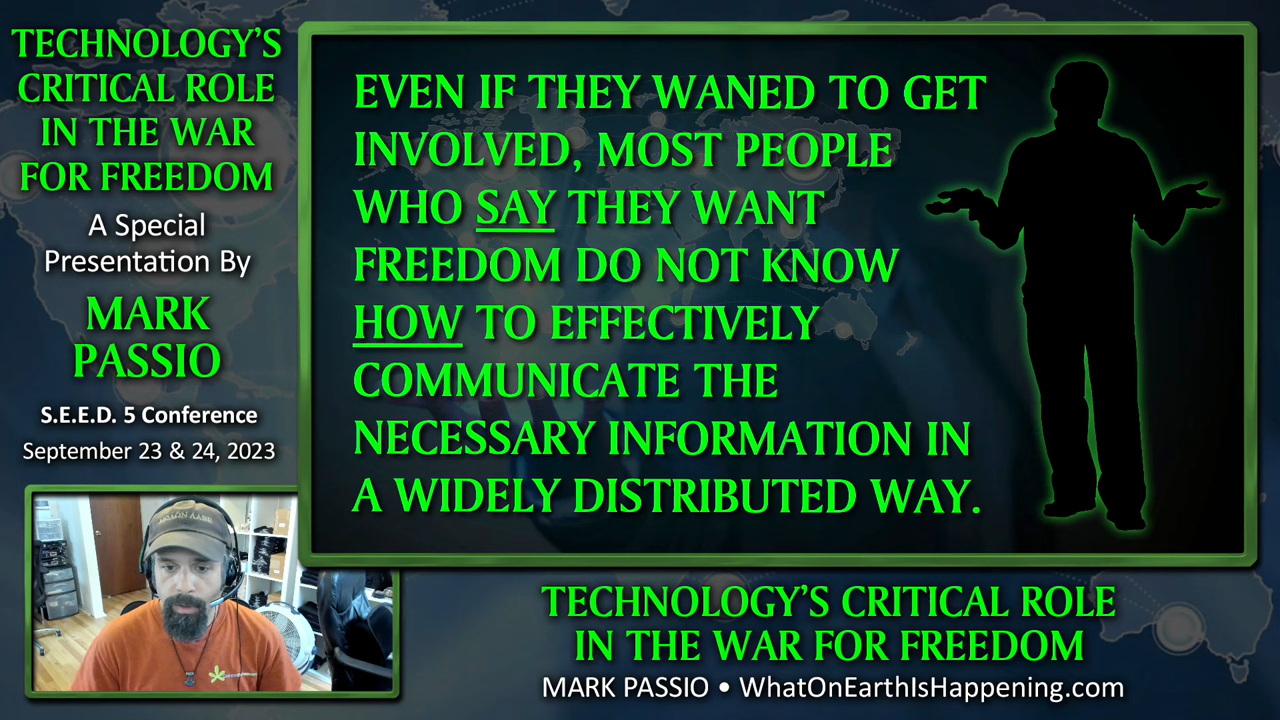 TECHNOLOGY'S
CRITICAL ROLE
IN THE WAR
FOR FREEDOM
A Special
Presentation By
MARK
PASSIO
S.E.E.D. 5 Conference
September 23 & 24, 2023
EVEN IF THEY WANED TO GET
INVOLVED, MOST PEOPLE
WHO SAY THEY WANT
FREEDOM DO NOT KNOW
HOW TO EFFECTIVELY
COMMUNICATE THE
NECESSARY INFORMATION IN
A WIDELY DISTRIBUTED WAY.
TECHNOLOGY'S CRITICAL ROLE
IN THE WAR FOR FREEDOM
MARK PASSIO • WhatOnEarthIsHappening.com